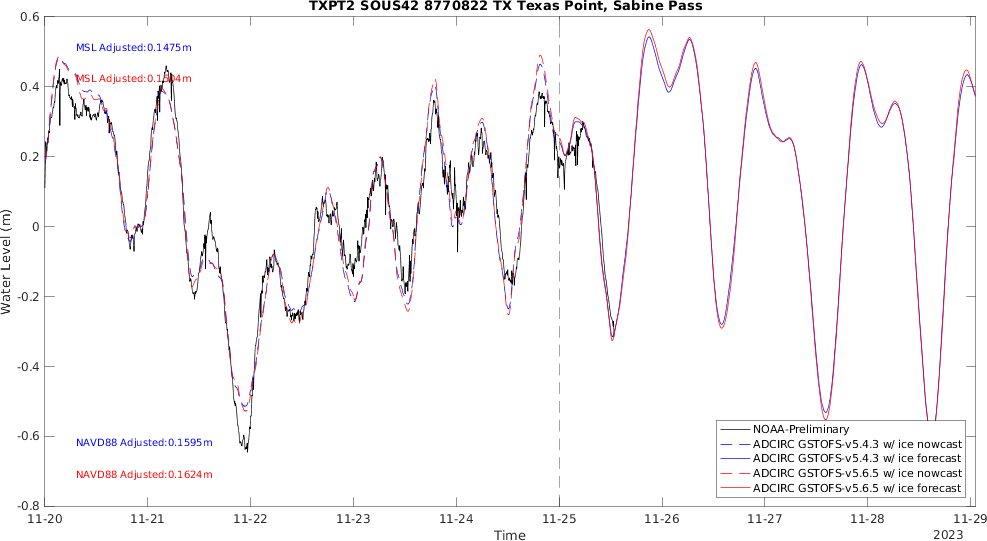 TXPT2 SOUS42 8770822 TX Texas Point, Sabine Pass
Water Level (m)
0.6
0.4
0.2
0
-0.2
-0.4
-0.6
-0.8
MSL Adjusted:0.1475m
MSL Adjusted:
NAVD88 Adjusted:0.1595m
NAVD88 Adjusted:0.1624m
NOAA-Preliminary
ADCIRC GSTOFS-v5.4.3 w/ ice nowcast
ADCIRC GSTOFS-v5.4.3 w/ ice forecast
ADCIRC GSTOFS-v5.6.5 w/ ice nowcast
ADCIRC GSTOFS-v5.6.5 w/ ice forecast
11-20 11-21 11-22 11-23 11-24 11-25 11-26 11-27 11-28 11-29
Time
2023